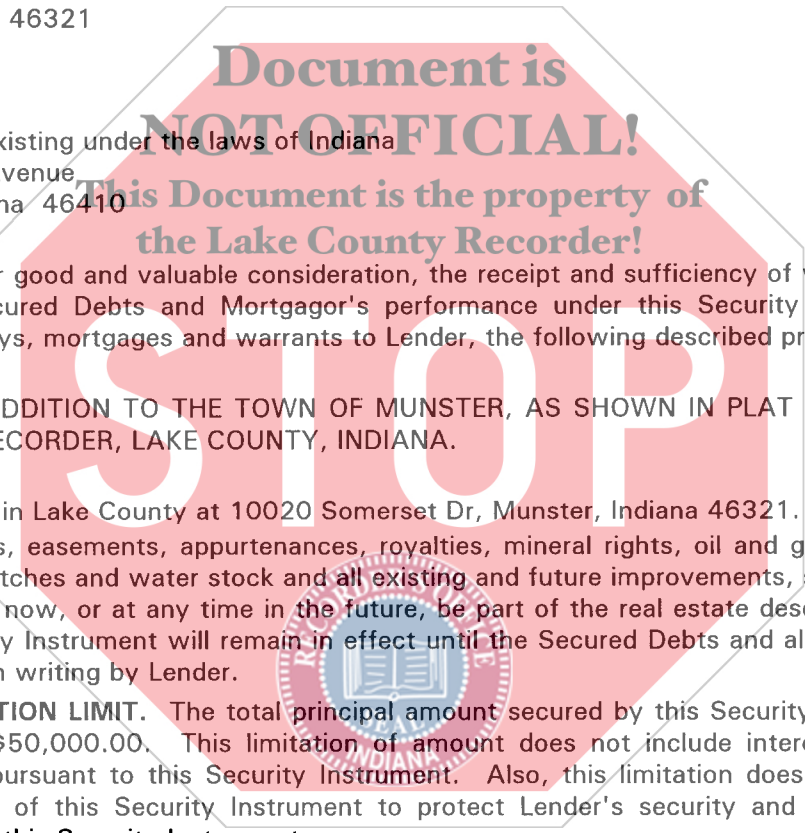 46321
Document is
NOT OFFICIAL!
existing under the laws of Indiana
venue
This Document is the property of
na 46410
the Lake County Recorder!
good and valuable consideration, the receipt and sufficiency of
cured Debts and Mortgagor's performance under this Security
ys, mortgages and warrants to Lender, the following described pr
STOP
DDITION TO THE TOWN OF MUNSTER, AS SHOWN IN PLAT
ECORDER, LAKE COUNTY, INDIANA.
in Lake County at 10020 Somerset Dr, Munster, Indiana 46321.
s, easements, appurtenances, royalties, mineral rights, oil and g
tches and water stock and all existing and future improvements, s
now, or at any time in the future, be part of the real estate desc
y Instrument will remain in effect until the Secured Debts and al
n writing by Lender.
RECORDER'S OFFICE
SEAL
INDIANA
TION LIMIT. The total principal amount secured by this Security
$50,000.00. This limitation of amount does not include intere
pursuant to this Security Instrument. Also, this limitation does
of this Security Instrument to protect Lender's security and